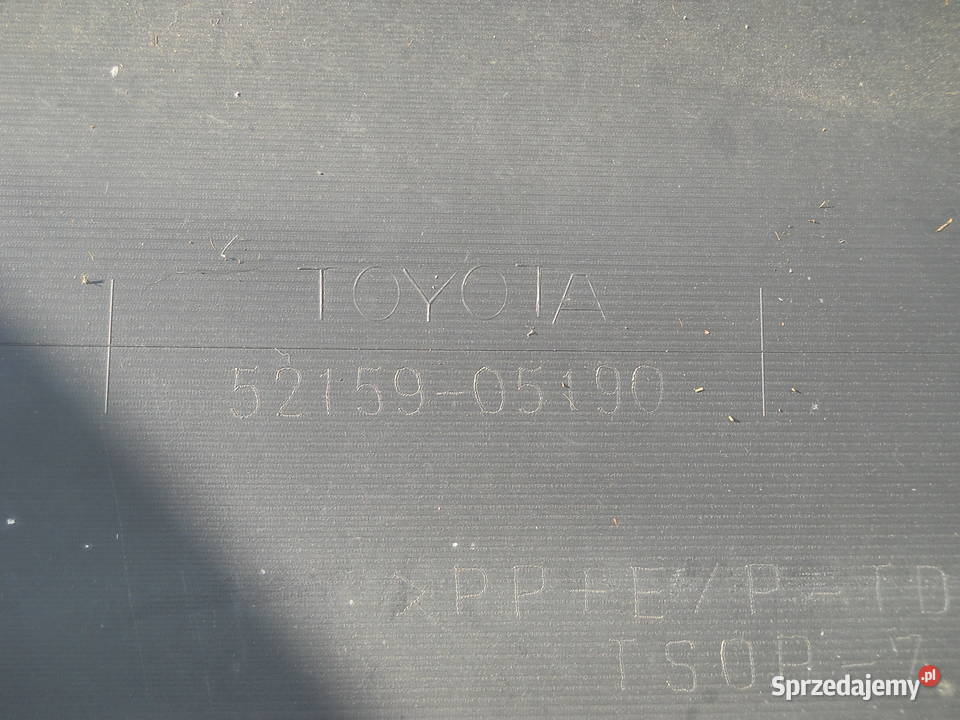 TOYOTA
52159-05190
>PP+E/P-TD
TSOP-7
Sprzedajemy.pl